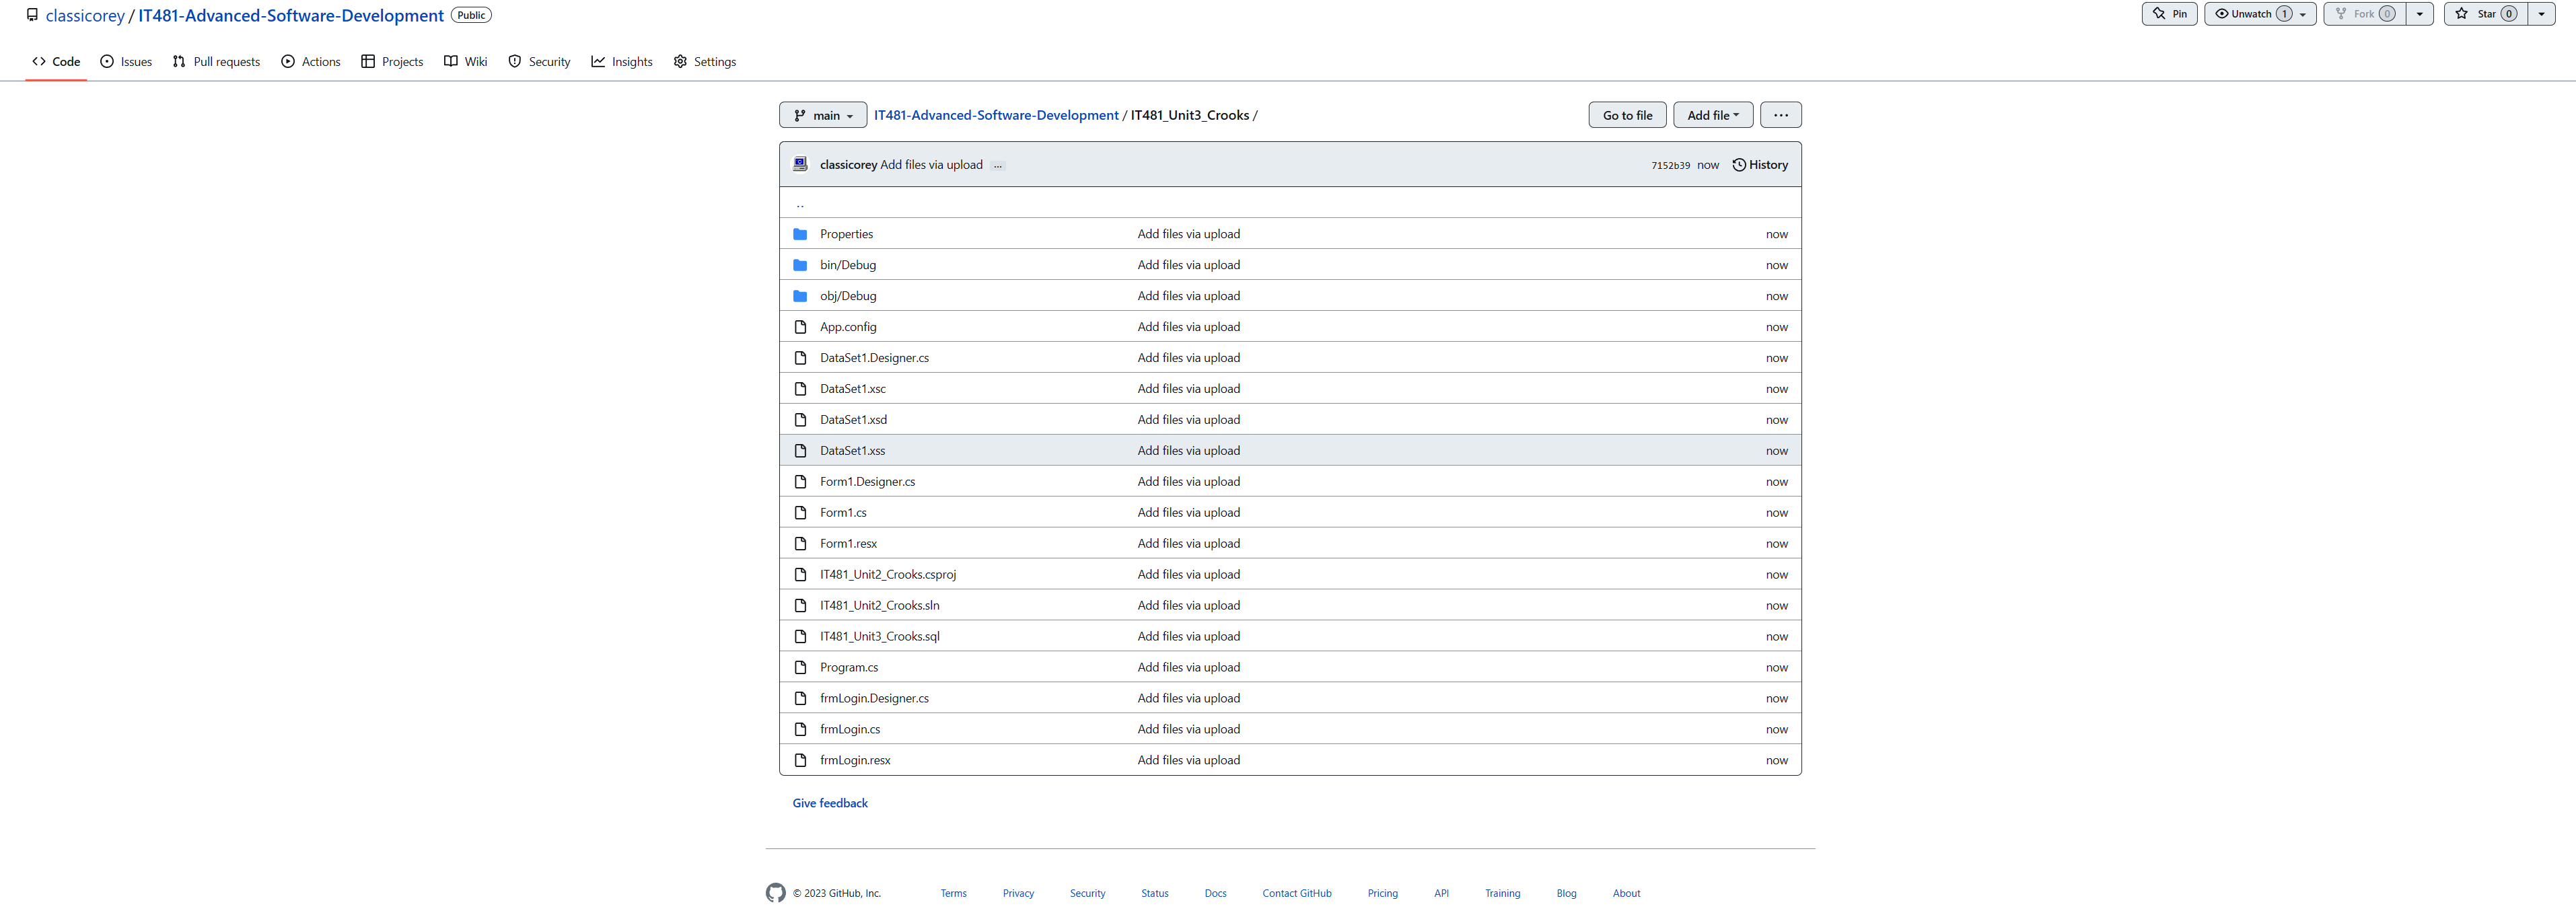 classicorey / IT481-Advanced-Software-Development Public Pin Unwatch 1 Fork 0 Star 0
Code Issues Pull requests Actions Projects Wiki Security Insights Settings
main IT481-Advanced-Software-Development / IT481_Unit3_Crooks / Go to file Add file ...
classicorey Add files via upload ... 7152b39 now History
..
Properties Add files via upload now
bin/Debug Add files via upload now
obj/Debug Add files via upload now
App.config Add files via upload now
DataSet1.Designer.cs Add files via upload now
DataSet1.xsc Add files via upload now
DataSet1.xsd Add files via upload now
DataSet1.xss Add files via upload now
Form1.Designer.cs Add files via upload now
Form1.cs Add files via upload now
Form1.resx Add files via upload now
IT481_Unit2_Crooks.csproj Add files via upload now
IT481_Unit2_Crooks.sln Add files via upload now
IT481_Unit3_Crooks.sql Add files via upload now
Program.cs Add files via upload now
frmLogin.Designer.cs Add files via upload now
frmLogin.cs Add files via upload now
frmLogin.resx Add files via upload now
Give feedback
© 2023 GitHub, Inc. Terms Privacy Security Status Docs Contact GitHub Pricing API Training Blog About